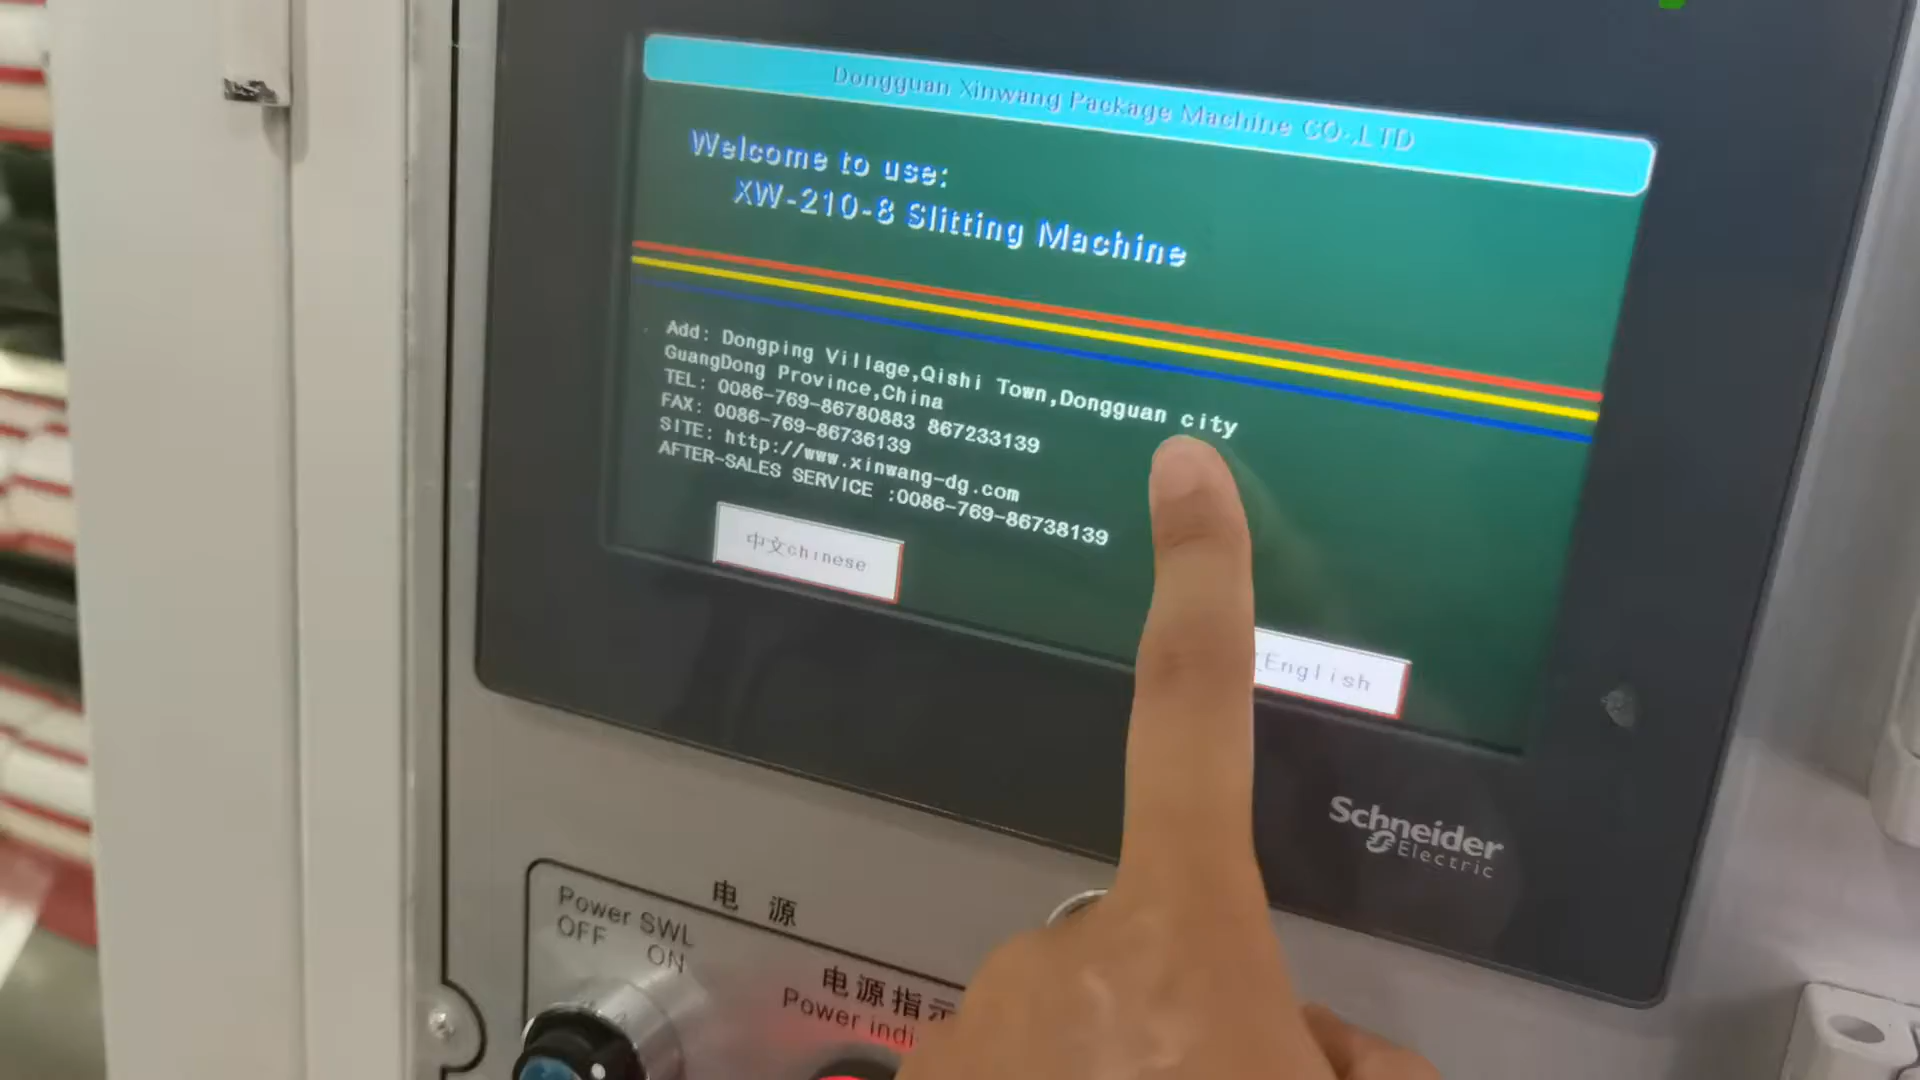 Dongguan Xinwang Package Machine CO.,LTD
Welcome to use:
XW-210-8 Slitting Machine
Add: Dongping Village,Qishi Town,Dongguan city
GuangDong Province,China
TEL: 0086-769-86780883 867233139
FAX: 0086-769-86736139
SITE: http://www.xinwang-dg.com
AFTER-SALES SERVICE :0086-769-86738139
中文chinese
English
Schneider
Electric
电 源
Power SWL
OFF ON
电源指示
Power indi